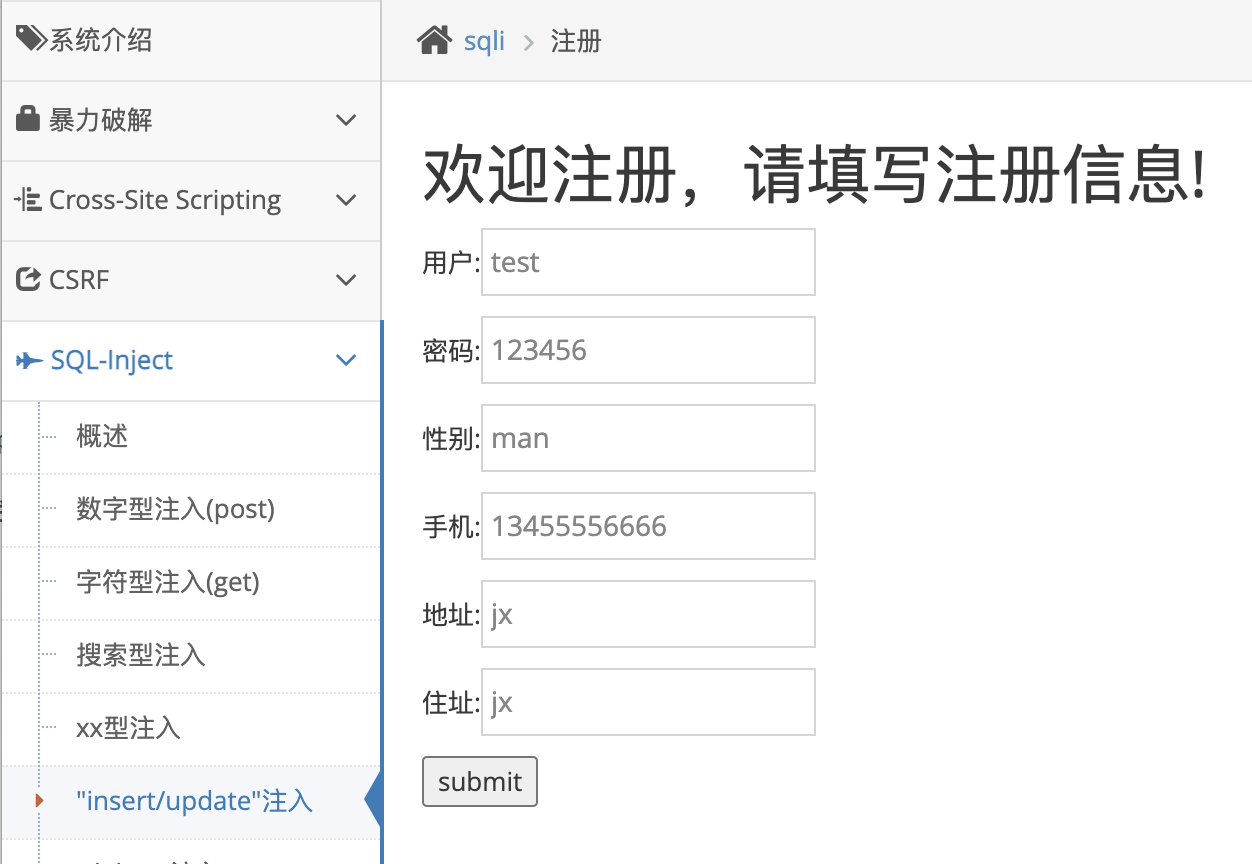 系统介绍
暴力破解
Cross-Site Scripting
CSRF
SQL-Inject
概述
数字型注入(post)
字符型注入(get)
搜索型注入
xx型注入
"insert/update"注入
sqli
注册
欢迎注册，请填写注册信息!
用户: test
密码: 123456
性别: man
手机: 13455556666
地址: jx
住址: jx
submit